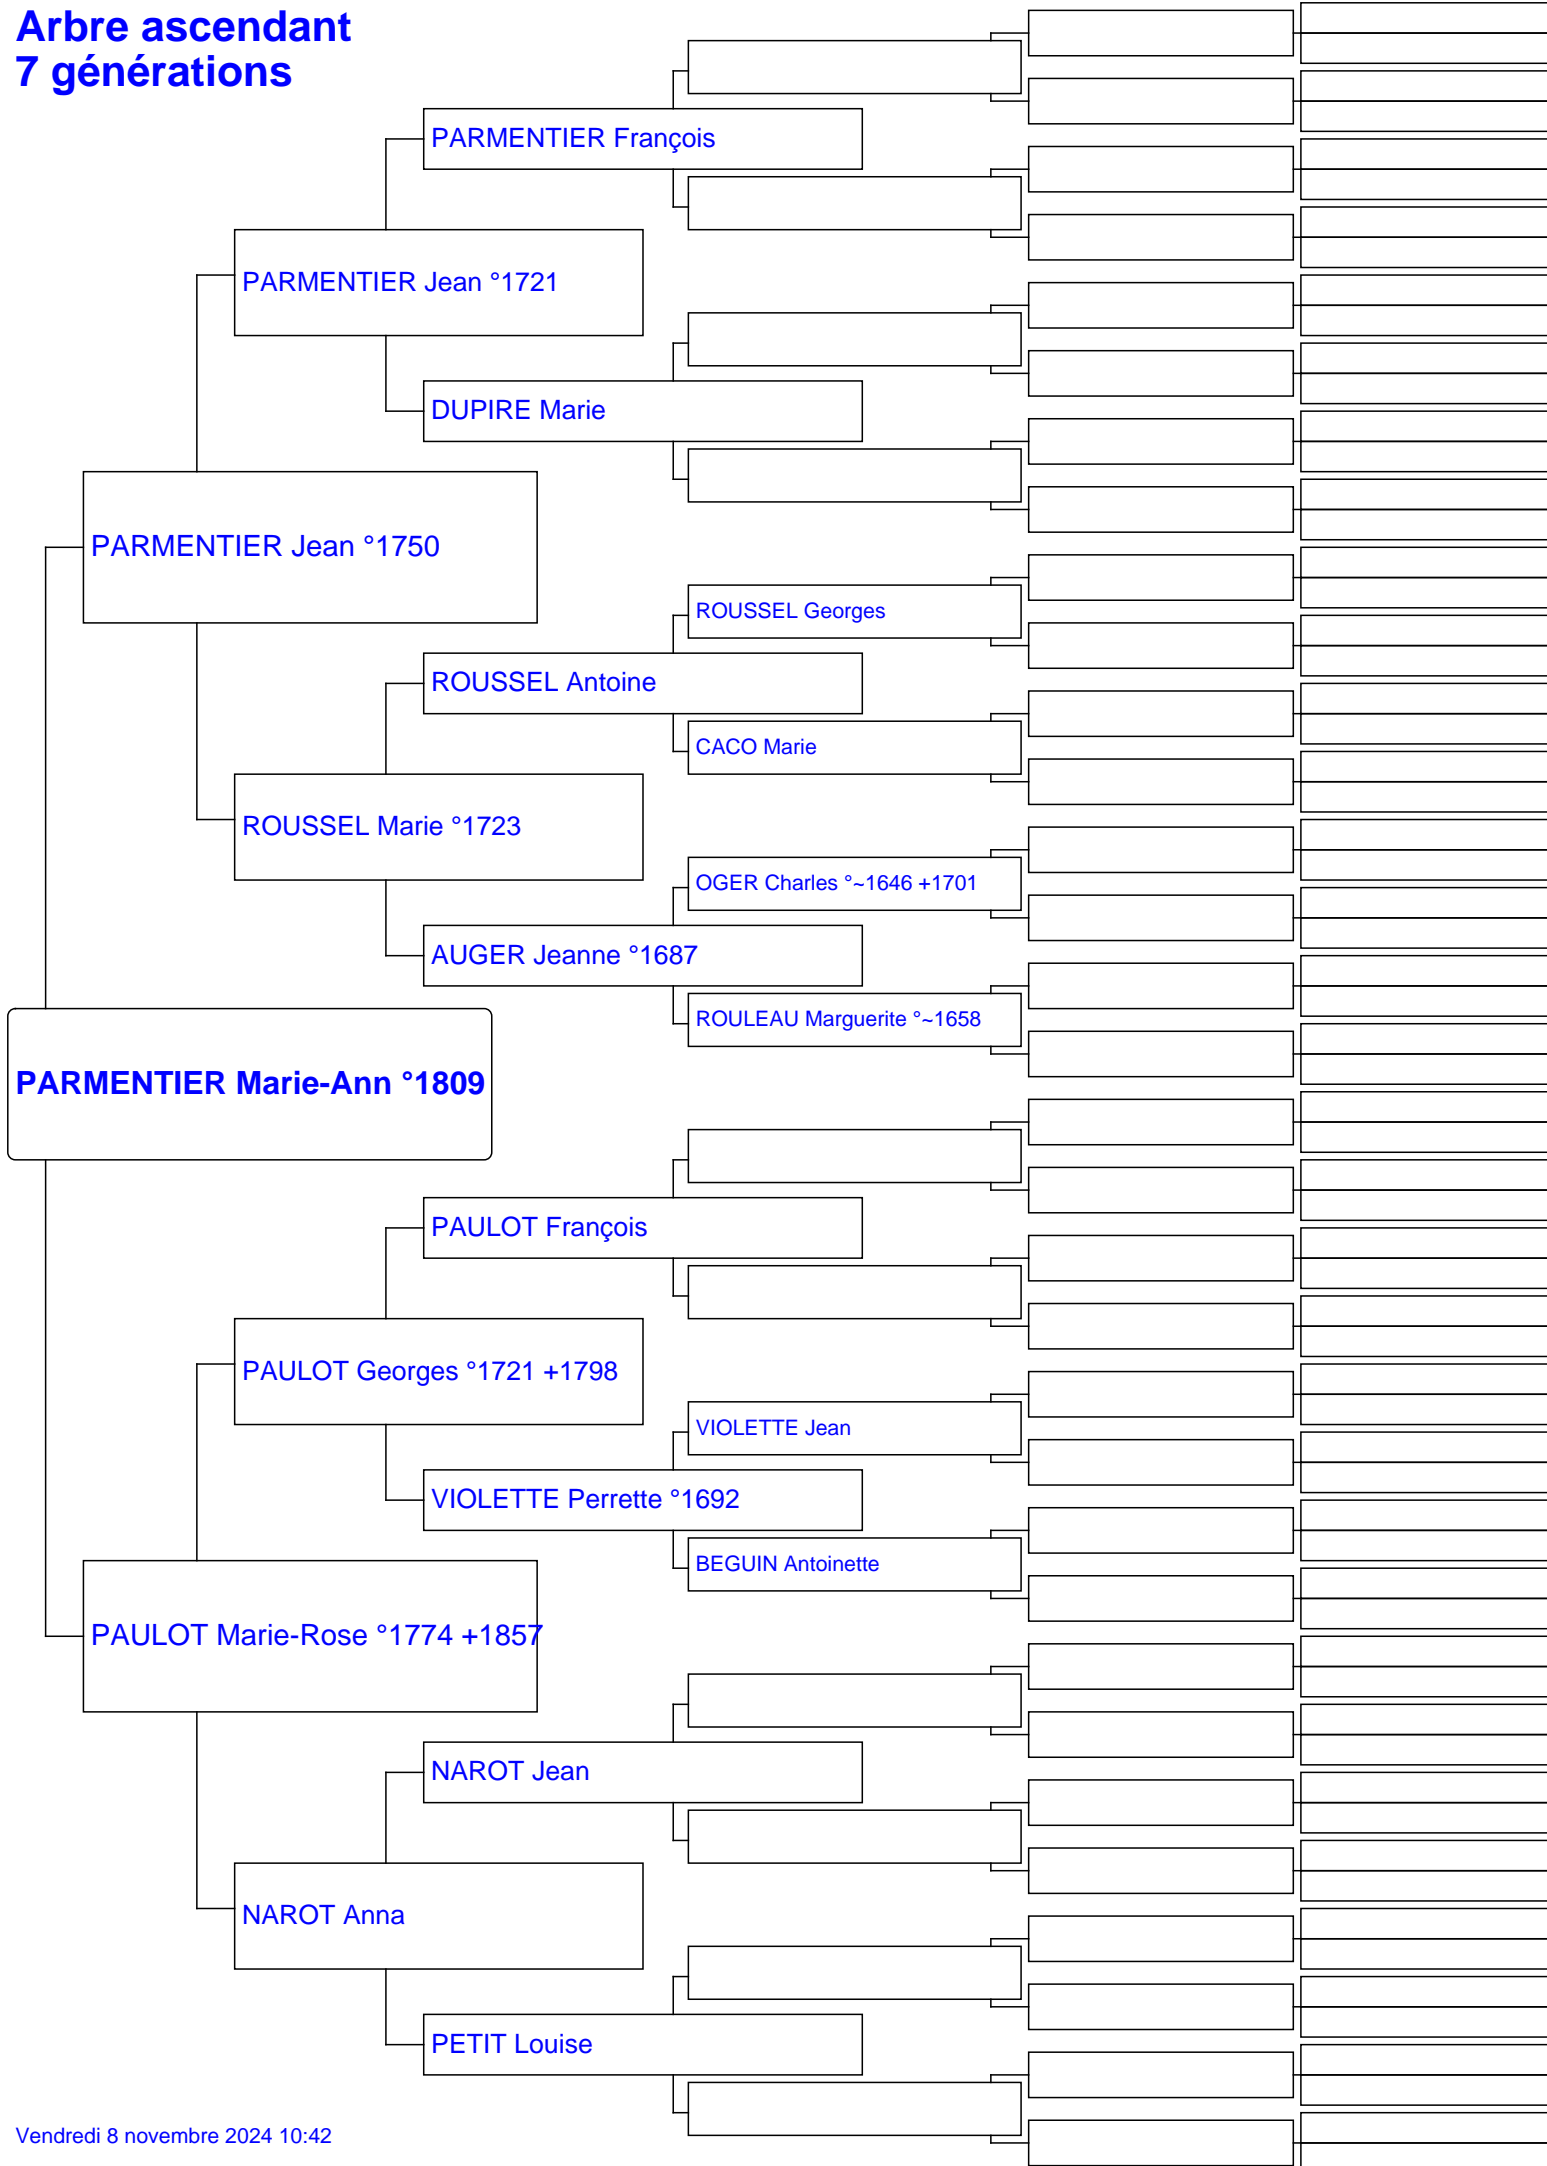 Arbre ascendant
7 générations
PARMENTIER François
PARMENTIER Jean °1721
DUPIRE Marie
PARMENTIER Jean °1750
ROUSSEL Georges
ROUSSEL Antoine
CACO Marie
ROUSSEL Marie °1723
OGER Charles °~1646 +1701
AUGER Jeanne °1687
ROULEAU Marguerite °~1658
PARMENTIER Marie-Ann °1809
PAULOT François
PAULOT Georges °1721 +1798
VIOLETTE Jean
VIOLETTE Perrette °1692
BEGUIN Antoinette
PAULOT Marie-Rose °1774 +1857
NAROT Jean
NAROT Anna
PETIT Louise
Vendredi 8 novembre 2024 10:42